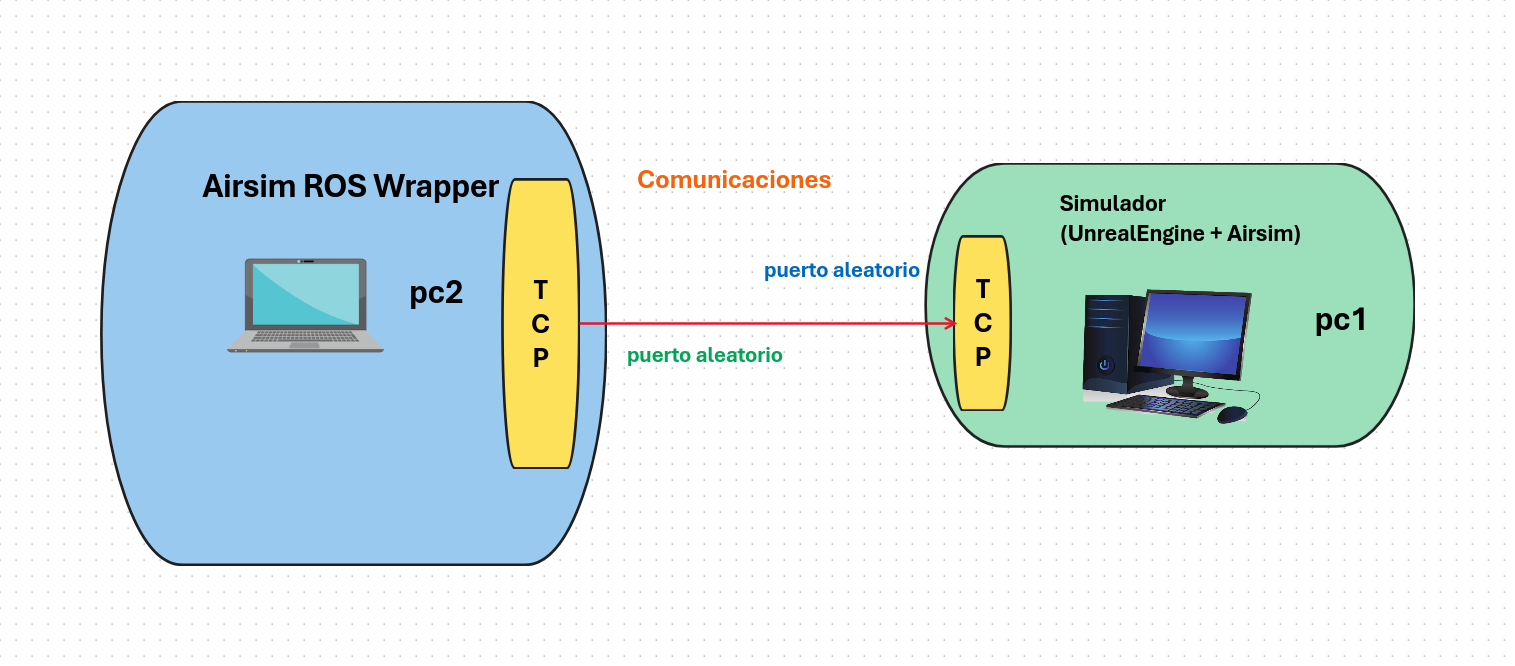 Airsim ROS Wrapper
pc2
T
C
P
Comunicaciones
puerto aleatorio
puerto aleatorio
Simulador
(UnrealEngine + Airsim)
T
C
P
pc1